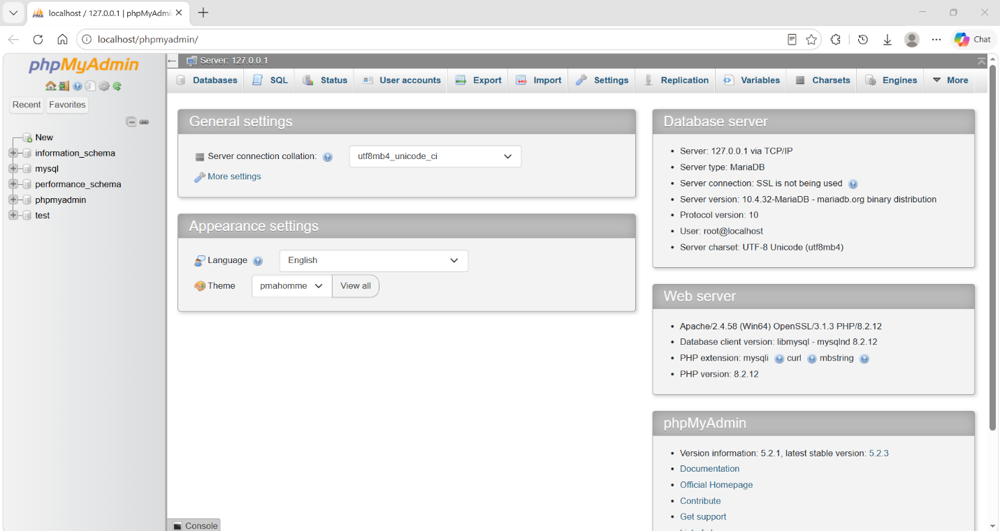 localhost / 127.0.0.1 | phpMyAdmi
localhost/phpmyadmin/
Chat
phpMyAdmin
Recent Favorites
New
information_schema
mysql
performance_schema
phpmyadmin
test
Server: 127.0.0.1
Databases SQL Status User accounts Export Import Settings Replication Variables Charsets Engines More
General settings
Server connection collation: utf8mb4_unicode_ci
More settings
Appearance settings
Language English
Theme pmahomme View all
Database server
Server: 127.0.0.1 via TCP/IP
Server type: MariaDB
Server connection: SSL is not being used
Server version: 10.4.32-MariaDB - mariadb.org binary distribution
Protocol version: 10
User: root@localhost
Server charset: UTF-8 Unicode (utf8mb4)
Web server
Apache/2.4.58 (Win64) OpenSSL/3.1.3 PHP/8.2.12
Database client version: libmysql - mysqlnd 8.2.12
PHP extension: mysqli curl mbstring
PHP version: 8.2.12
phpMyAdmin
Version information: 5.2.1, latest stable version: 5.2.3
Documentation
Official Homepage
Contribute
Get support
Console